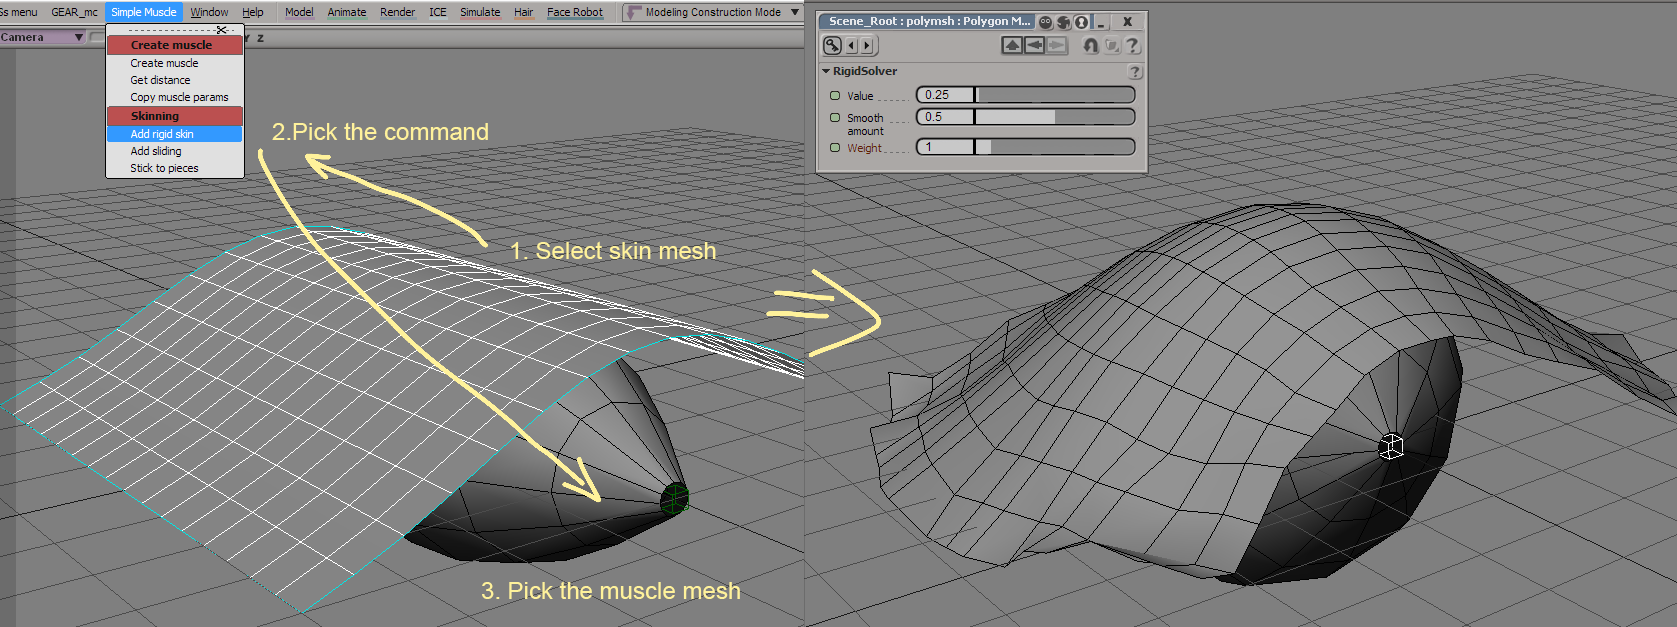 Ss menu GEAR_mc Simple Muscle Window Help Model Animate Render ICE Simulate Hair Face Robot Modeling Construction Mode
Camera Y Z
Create muscle
Create muscle
Get distance
Copy muscle params
Skinning
Add rigid skin
Add sliding
Stick to pieces
2.Pick the command
1. Select skin mesh
3. Pick the muscle mesh
Scene_Root : polymsh : Polygon M... X
?
RigidSolver ?
Value 0.25
Smooth amount 0.5
Weight 1